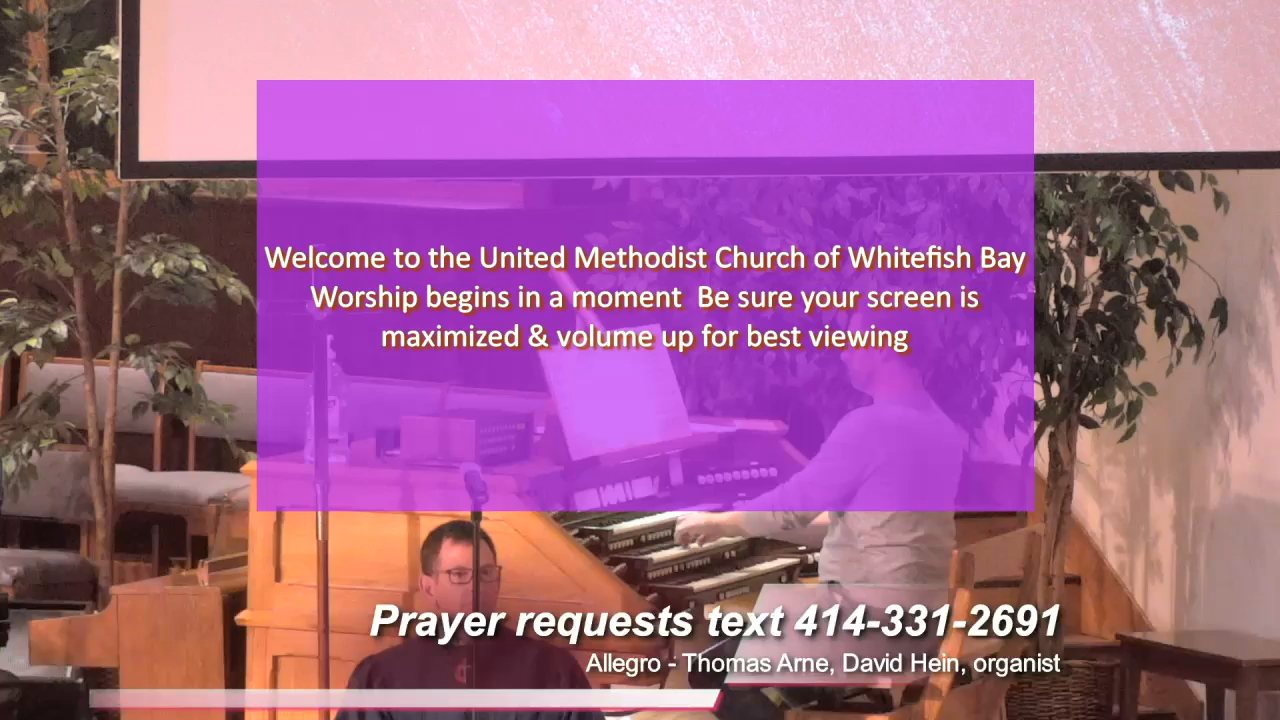 Welcome to the United Methodist Church of Whitefish Bay
Worship begins in a moment  Be sure your screen is
maximized & volume up for best viewing
Prayer requests text 414-331-2691
Allegro - Thomas Arne, David Hein, organist